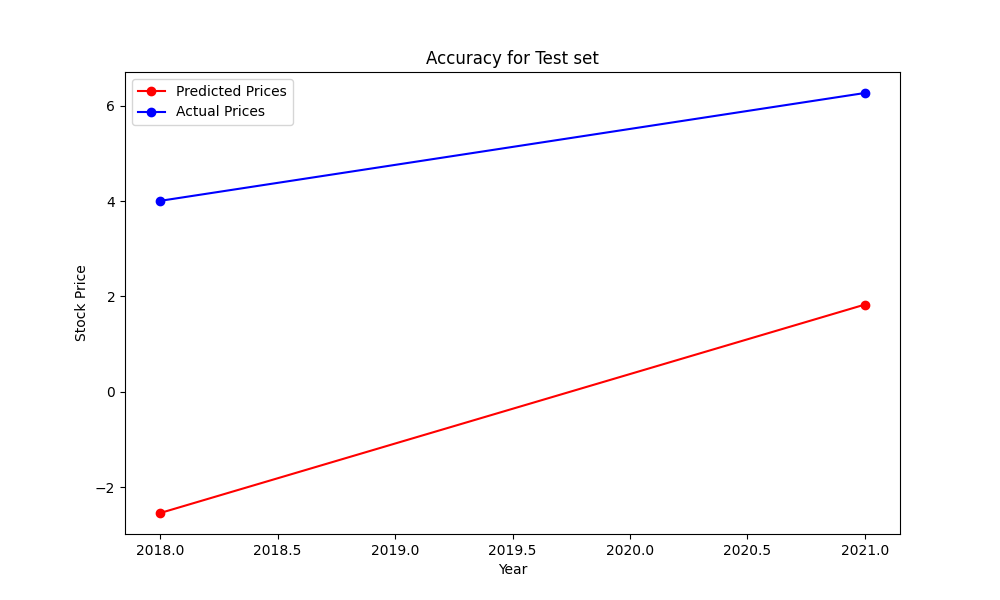 Accuracy for Test set
Predicted Prices
Actual Prices
6
4
2
0
−2
Stock Price
2018.0 2018.5 2019.0 2019.5 2020.0 2020.5 2021.0
Year